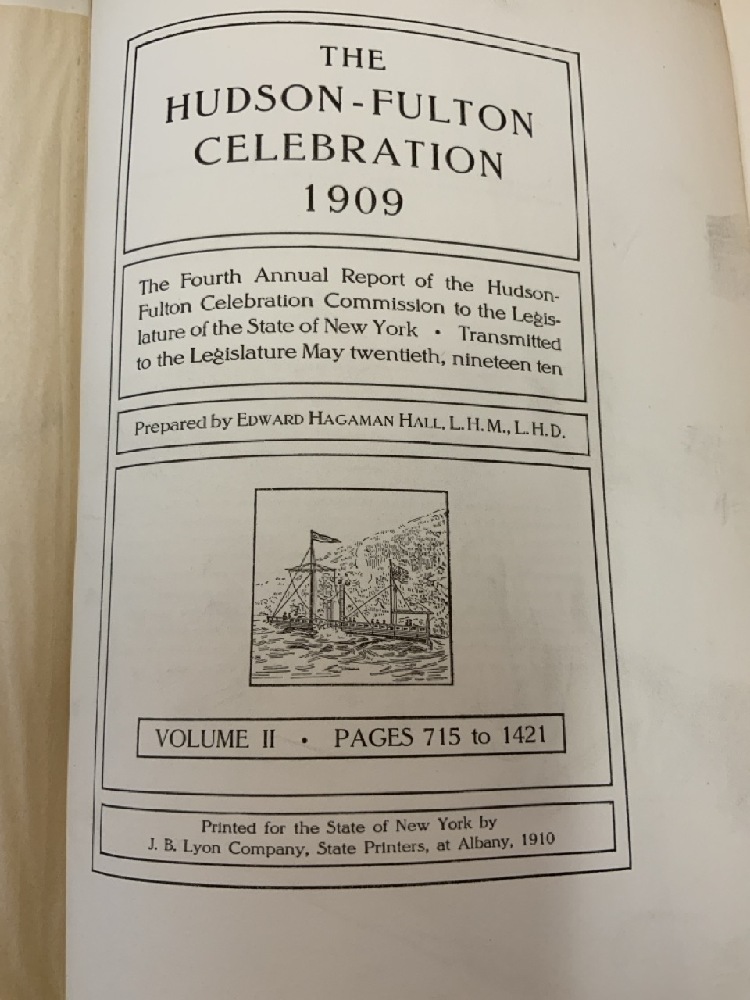 THE
HUDSON-FULTON
CELEBRATION
1909
The Fourth Annual Report of the Hudson-
Fulton Celebration Commission to the Legis-
lature of the State of New York • Transmitted
to the Legislature May twentieth, nineteen ten
Prepared by EDWARD HAGAMAN HALL, L.H.M., L.H.D.
VOLUME II • PAGES 715 to 1421
Printed for the State of New York by
J. B. Lyon Company, State Printers, at Albany, 1910